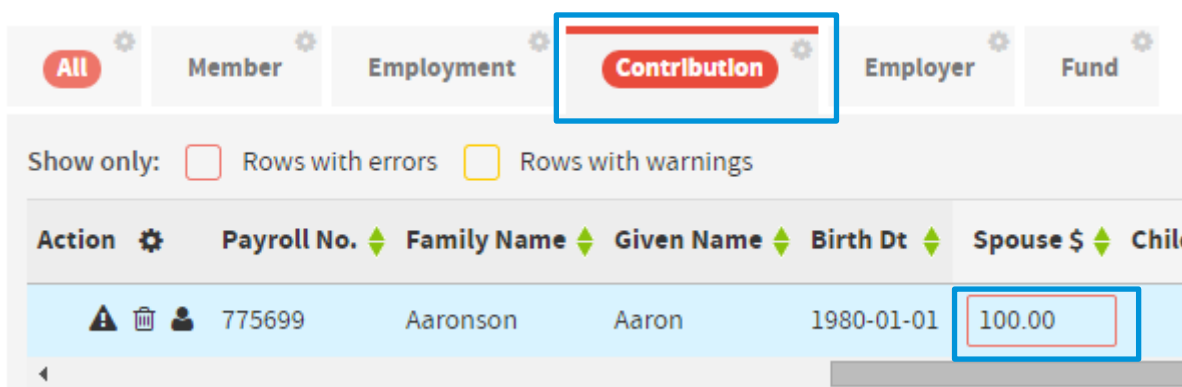 All Member Employment Contribution Employer Fund
Show only: Rows with errors Rows with warnings
Action Payroll No. Family Name Given Name Birth Dt Spouse $ Chil
775699 Aaronson Aaron 1980-01-01 100.00